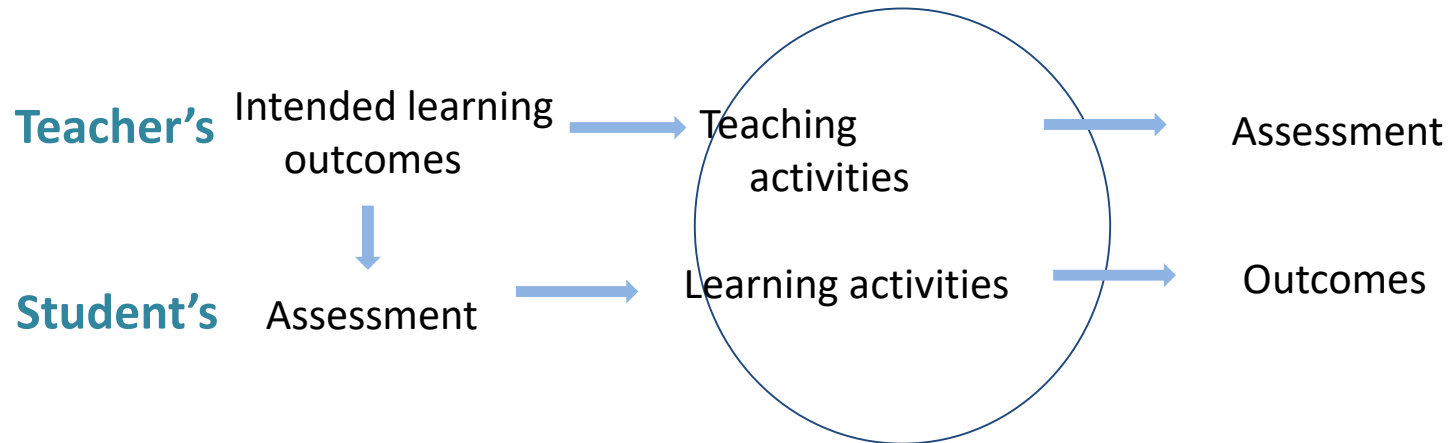 Teacher's
Intended learning
outcomes
Teaching
activities
Assessment
Student's
Assessment
Learning activities
Outcomes